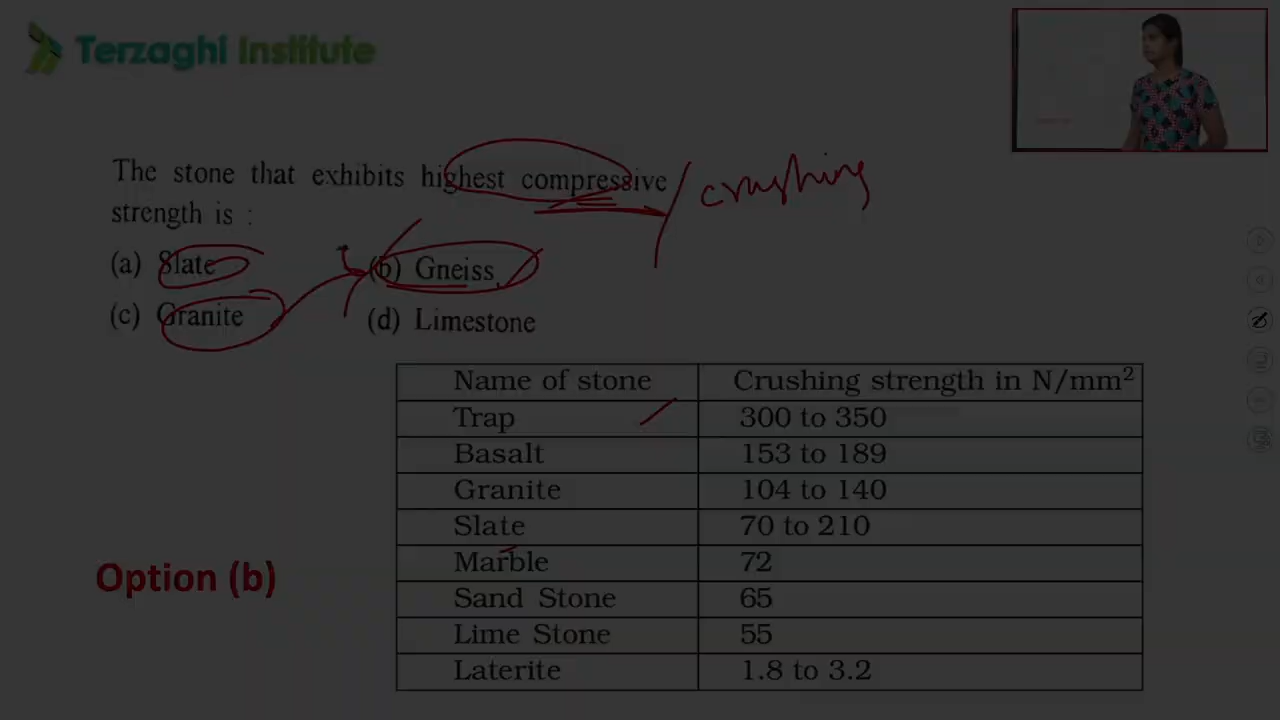 Terzaghi Institute
The stone that exhibits highest compressive / crushing
strength is :
(a) Slate (b) Gneiss
(c) Granite (d) Limestone
Name of stone Crushing strength in N/mm²
Trap 300 to 350
Basalt 153 to 189
Granite 104 to 140
Slate 70 to 210
Marble 72
Sand Stone 65
Lime Stone 55
Laterite 1.8 to 3.2
Option (b)